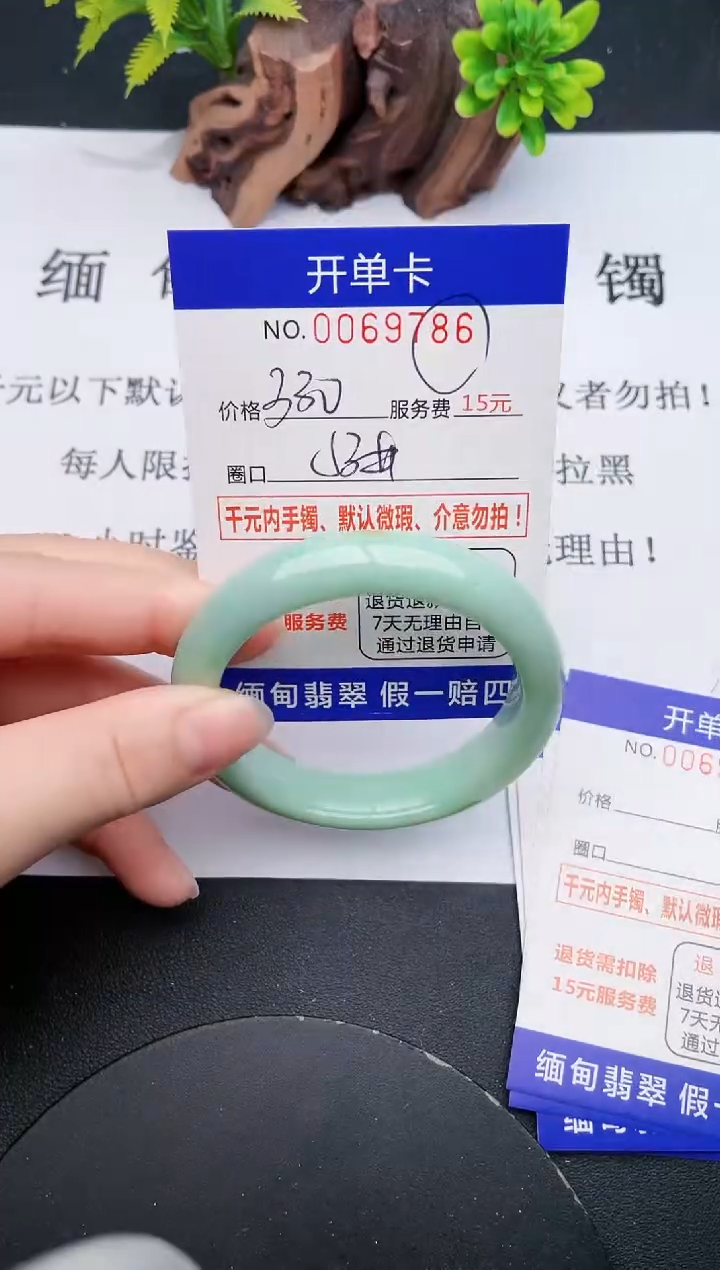 开单卡
缅 镯
NO. 0069786
千元以下默认 者勿拍！
价格 330 服务费 15元
每人限 拉黑
圈口
千元内手镯、默认微瑕、介意勿拍！
小时鉴 理由！
服务费
7天无理由
通过退货申请
缅甸翡翠 假一赔四
开单
NO. 006
价格
圈口
千元内手镯、默认微瑕
退货需扣除
15元服务费
退
退货
7天无
通过
缅甸翡翠 假一